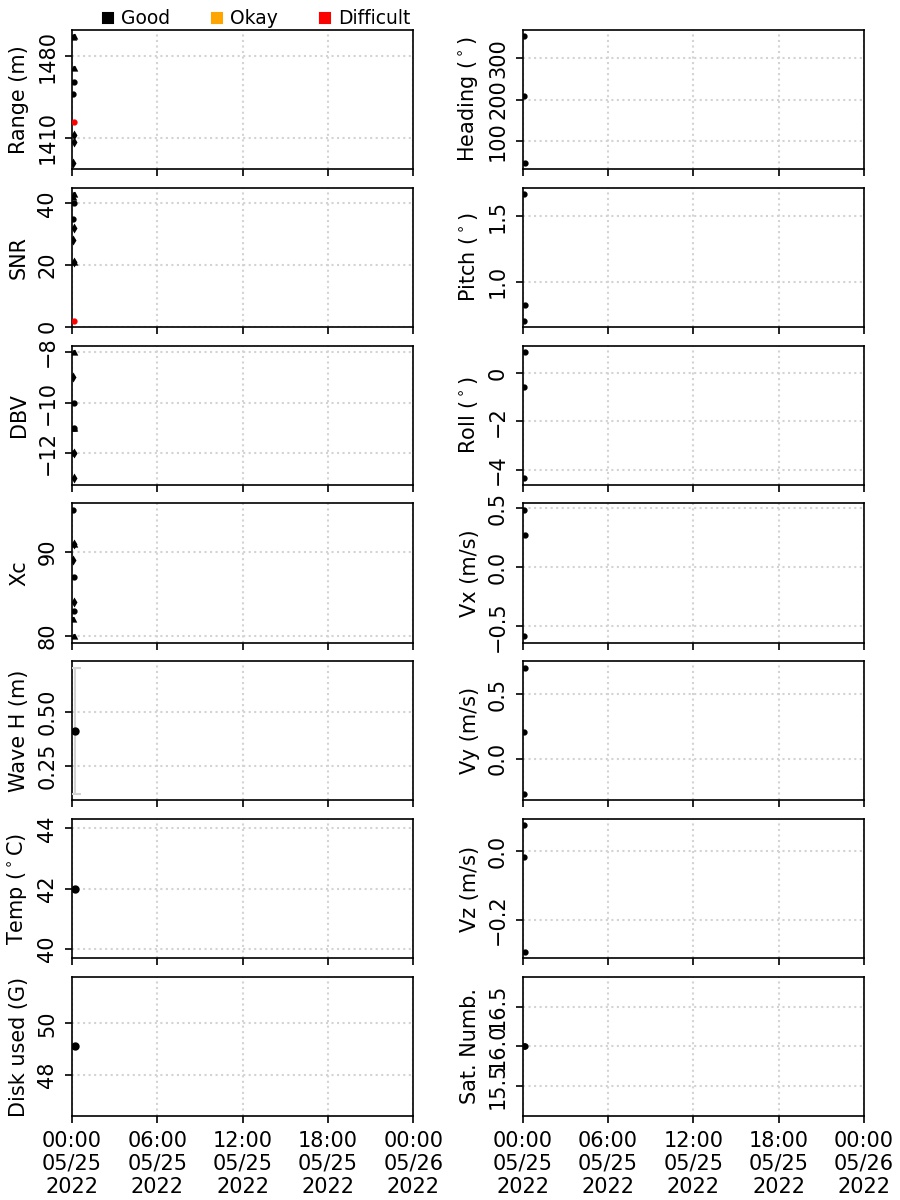 Good Okay Difficult
Range (m)
1480
1410
Heading (°)
300
200
100
SNR
40
20
0
Pitch (°)
1.5
1.0
DBV
−8
−10
−12
Roll (°)
0
−2
−4
Xc
90
80
Vx (m/s)
0.5
0.0
−0.5
Wave H (m)
0.50
0.25
Vy (m/s)
0.5
0.0
Temp (°C)
44
42
40
Vz (m/s)
0.0
−0.2
Disk used (G)
50
48
Sat. Numb.
16.5
16.0
15.5
00:00 06:00 12:00 18:00 00:00 00:00 06:00 12:00 18:00 00:00
05/25 05/25 05/25 05/25 05/26 05/25 05/25 05/25 05/25 05/26
2022 2022 2022 2022 2022 2022 2022 2022 2022 2022